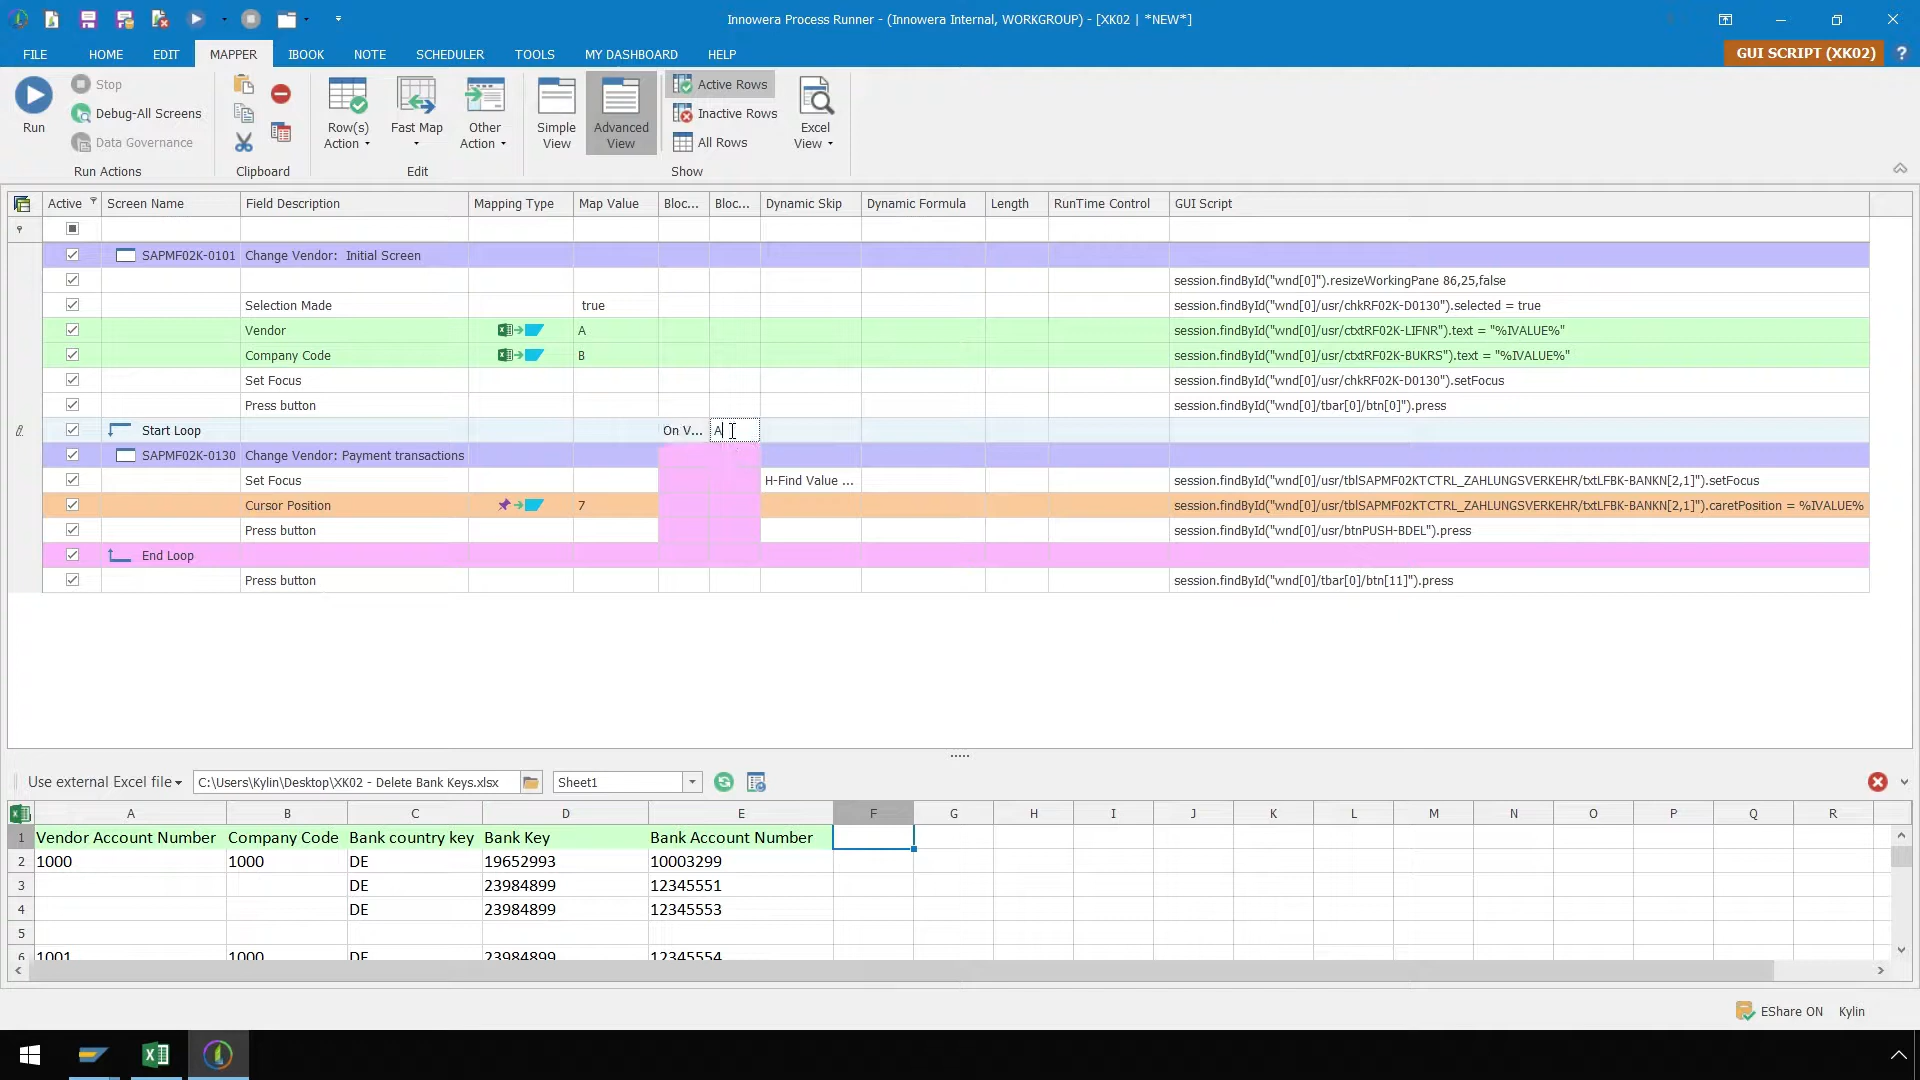 Innowera Process Runner - (Innowera Internal, WORKGROUP) - [XK02 | *NEW*]
FILE HOME EDIT MAPPER IBOOK NOTE SCHEDULER TOOLS MY DASHBOARD HELP GUI SCRIPT (XK02) ?
Run
Stop
Debug-All Screens
Data Governance
Row(s) Action
Fast Map
Other Action
Simple View
Advanced View
Active Rows
Inactive Rows
All Rows
Excel View
Run Actions Clipboard Edit Show
Active Screen Name Field Description Mapping Type Map Value Bloc... Bloc... Dynamic Skip Dynamic Formula Length RunTime Control GUI Script
SAPMF02K-0101 Change Vendor: Initial Screen
session.findById("wnd[0]").resizeWorkingPane 86,25,false
Selection Made true session.findById("wnd[0]/usr/chkRF02K-D0130").selected = true
Vendor A session.findById("wnd[0]/usr/ctxtRF02K-LIFNR").text = "%IVALUE%"
Company Code B session.findById("wnd[0]/usr/ctxtRF02K-BUKRS").text = "%IVALUE%"
Set Focus session.findById("wnd[0]/usr/chkRF02K-D0130").setFocus
Press button session.findById("wnd[0]/tbar[0]/btn[0]").press
Start Loop On V... A
SAPMF02K-0130 Change Vendor: Payment transactions
Set Focus H-Find Value ... session.findById("wnd[0]/usr/tblSAPMF02KTCTRL_ZAHLUNGSVERKEHR/txtLFBK-BANKN[2,1]").setFocus
Cursor Position 7 session.findById("wnd[0]/usr/tblSAPMF02KTCTRL_ZAHLUNGSVERKEHR/txtLFBK-BANKN[2,1]").caretPosition = %IVALUE%
Press button session.findById("wnd[0]/usr/btnPUSH-BDEL").press
End Loop
Press button session.findById("wnd[0]/tbar[0]/btn[11]").press
Use external Excel file C:\Users\Kylin\Desktop\XK02 - Delete Bank Keys.xlsx Sheet1
A B C D E F G H I J K L M N O P Q R
1 Vendor Account Number Company Code Bank country key Bank Key Bank Account Number
2 1000 1000 DE 19652993 10003299
3 DE 23984899 12345551
4 DE 23984899 12345553
5
6 1001 1000 DE 23984899 12345554
EShare ON Kylin